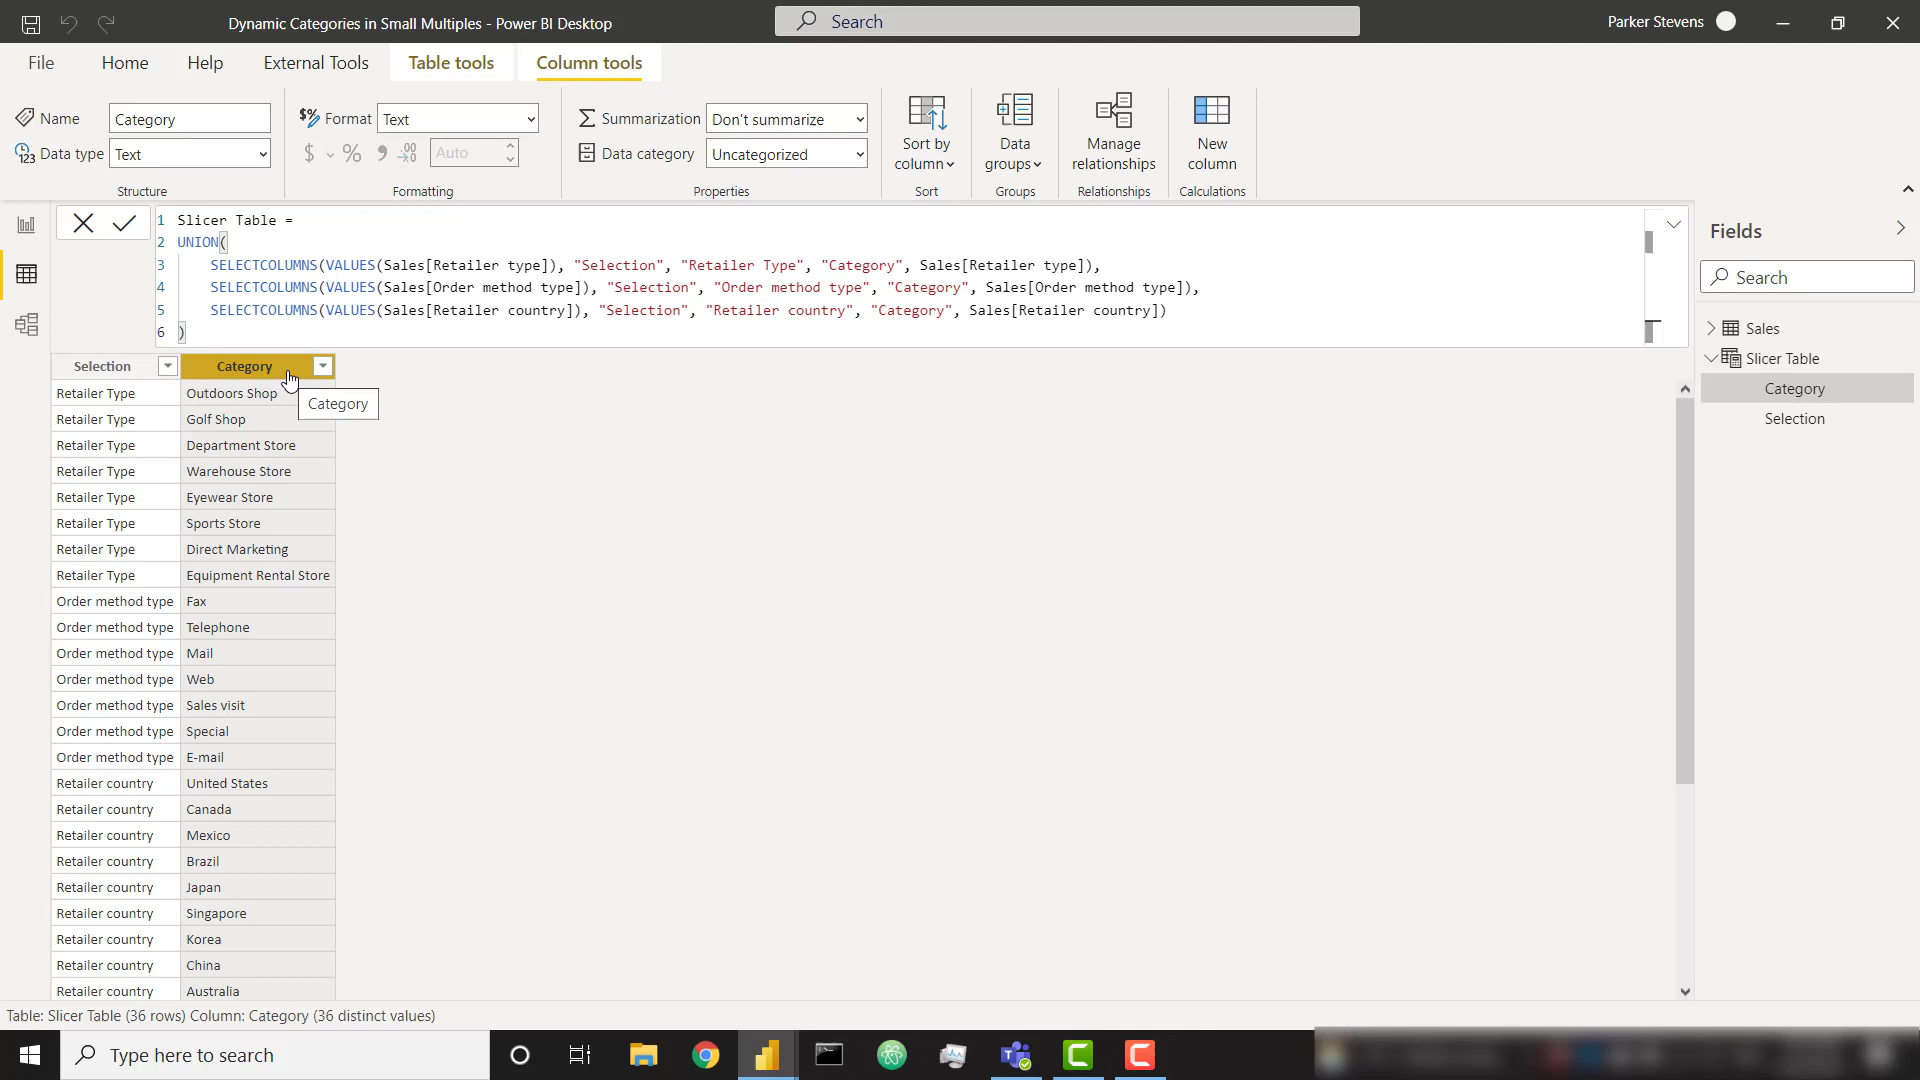 Dynamic Categories in Small Multiples - Power BI Desktop
Search
Parker Stevens
File Home Help External Tools Table tools Column tools
Name Category
Data type Text
Structure
Format Text
$ % Auto
Formatting
Summarization Don't summarize
Data category Uncategorized
Properties
Sort by column
Sort
Data groups
Groups
Manage relationships
Relationships
New column
Calculations
1 Slicer Table =
2 UNION(
3 SELECTCOLUMNS(VALUES(Sales[Retailer type]), "Selection", "Retailer Type", "Category", Sales[Retailer type]),
4 SELECTCOLUMNS(VALUES(Sales[Order method type]), "Selection", "Order method type", "Category", Sales[Order method type]),
5 SELECTCOLUMNS(VALUES(Sales[Retailer country]), "Selection", "Retailer country", "Category", Sales[Retailer country])
6 )
Selection Category
Category
Retailer Type Outdoors Shop
Retailer Type Golf Shop
Retailer Type Department Store
Retailer Type Warehouse Store
Retailer Type Eyewear Store
Retailer Type Sports Store
Retailer Type Direct Marketing
Retailer Type Equipment Rental Store
Order method type Fax
Order method type Telephone
Order method type Mail
Order method type Web
Order method type Sales visit
Order method type Special
Order method type E-mail
Retailer country United States
Retailer country Canada
Retailer country Mexico
Retailer country Brazil
Retailer country Japan
Retailer country Singapore
Retailer country Korea
Retailer country China
Retailer country Australia
Fields
Search
Sales
Slicer Table
Category
Selection
Table: Slicer Table (36 rows) Column: Category (36 distinct values)
Type here to search